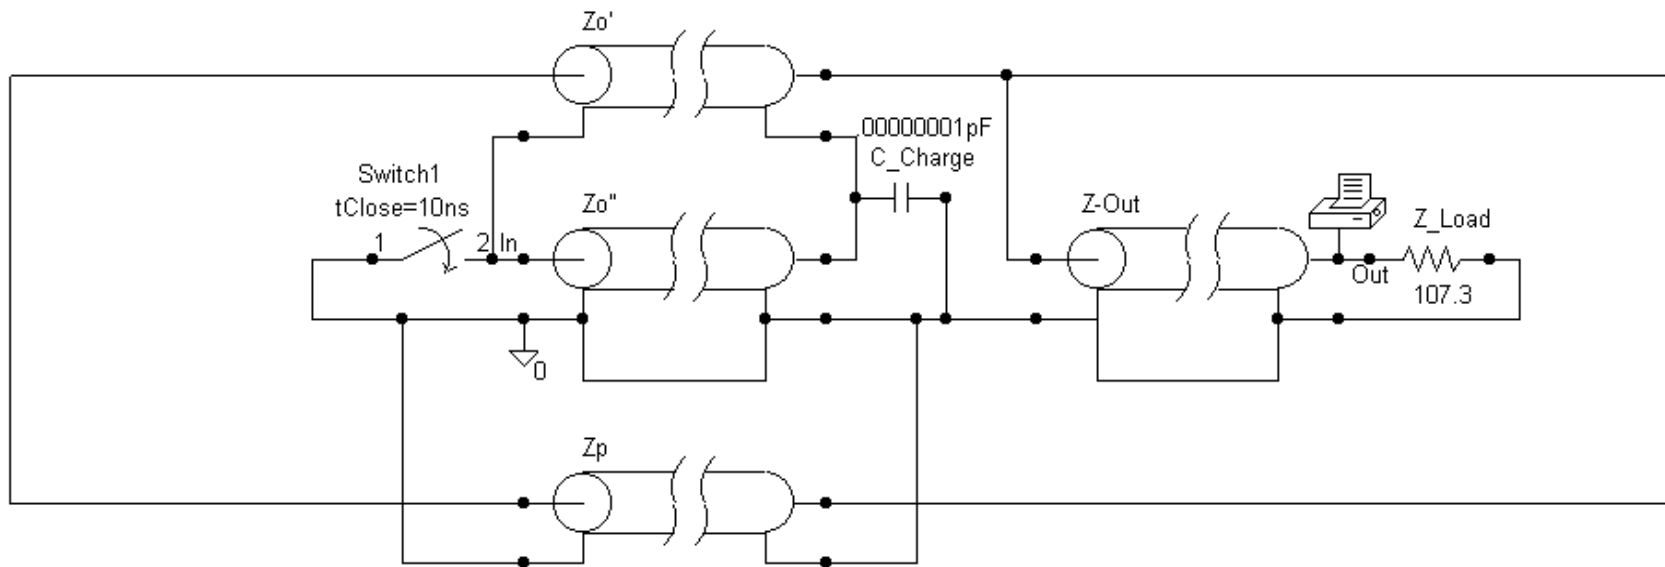 Zo'
.00000001pF
C_Charge
Switch1
tClose=10ns
1
2
In
Zo"
Z-Out
Z_Load
Out
107.3
0
Zp